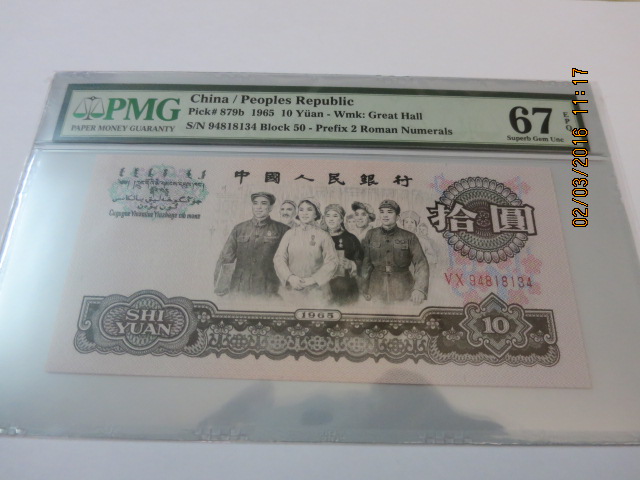 PMG
PAPER MONEY GUARANTY
China / Peoples Republic
Pick# 879b 1965 10 Yüan - Wmk: Great Hall
S/N 94818134 Block 50 - Prefix 2 Roman Numerals
67 EPQ
Superb Gem Unc
02/03/2016 11:17
中國人民銀行
拾圓
VX 94818134
1965
SHI
YUAN
10